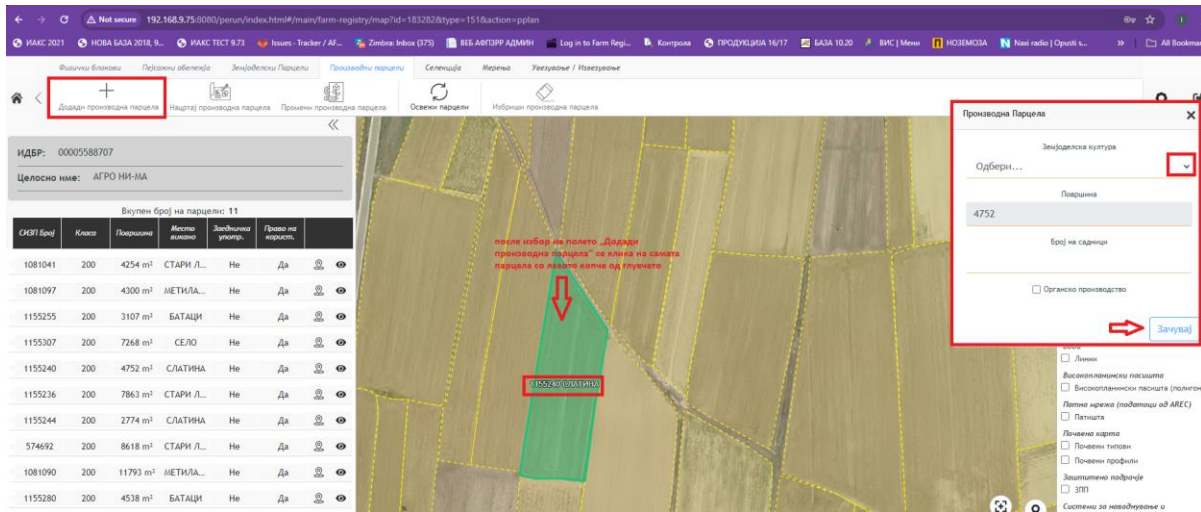 Not secure 192.168.9.75:8080/perun/index.html#/main/farm-registry/map?id=183282&type=151&action=pplan
ИАКС 2021 НОВА БАЗА 2018, 9... ИАКС ТЕСТ 9.73 Issues - Tracker / AF... Zimbra: Inbox (375) ВЕБ АФПЗРР АДМИН Log in to Farm Regi... Контрола ПРОДУКЦИЈА 16/17 БАЗА 10.20 ВИС | Мени НОЗЕМОЗА Naxi radio | Opusti s... » All Bookmar
Физички блокови Пејсажни обележја Земјоделски Парцели Производни парцели Селекција Мерења Увезување / Извезување
Додади производна парцела Нацртај производна парцела Промени производна парцела Освежи парцели Избриши производна парцела
ИДБР: 00005588707
Целосно име: АГРО НИ-МА
Вкупен број на парцели: 11
СИЗП Број Класа Површина Место викано Заедничка употр. Право на корист.
1081041 200 4254 m² СТАРИ Л... Не Да
1081097 200 4300 m² МЕТИЛА... Не Да
1155255 200 3107 m² БАТАЦИ Не Да
1155307 200 7268 m² СЕЛО Не Да
1155240 200 4752 m² СЛАТИНА Не Да
1155236 200 7863 m² СТАРИ Л... Не Да
1155244 200 2774 m² СЛАТИНА Не Да
574692 200 8618 m² СТАРИ Л... Не Да
1081090 200 11793 m² МЕТИЛА... Не Да
1155280 200 4538 m² БАТАЦИ Не Да
после избор на полето „Додади
производна парцела" се клика на самата
парцела со левото копче од глувчето
1155240 СЛАТИНА
Производна Парцела
Земјоделска култура
Одбери...
Површина
4752
Број на садници
Органско производство
Зачувај
Линии
Високопланински пасишта
Високопланински пасишта (полигон
Патна мрежа (податоци од AREC)
Патишта
Почвена карта
Почвени типови
Почвени профили
Заштитено подрачје
ЗПП
Системи за наводнување и